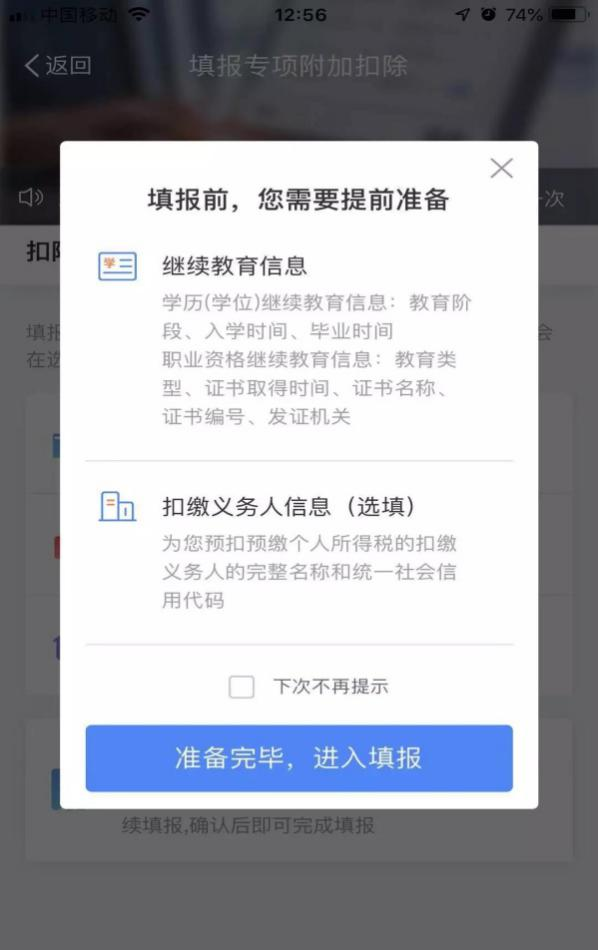 中国移动 12:56 74%
返回 填报专项附加扣除
填报前，您需要提前准备
次
扣除
继续教育信息
学历(学位)继续教育信息：教育阶
段、入学时间、毕业时间
职业资格继续教育信息：教育类
型、证书取得时间、证书名称、
证书编号、发证机关
填报
会
在选
扣缴义务人信息（选填）
为您预扣预缴个人所得税的扣缴
义务人的完整名称和统一社会信
用代码
下次不再提示
准备完毕，进入填报
续填报,确认后即可完成填报